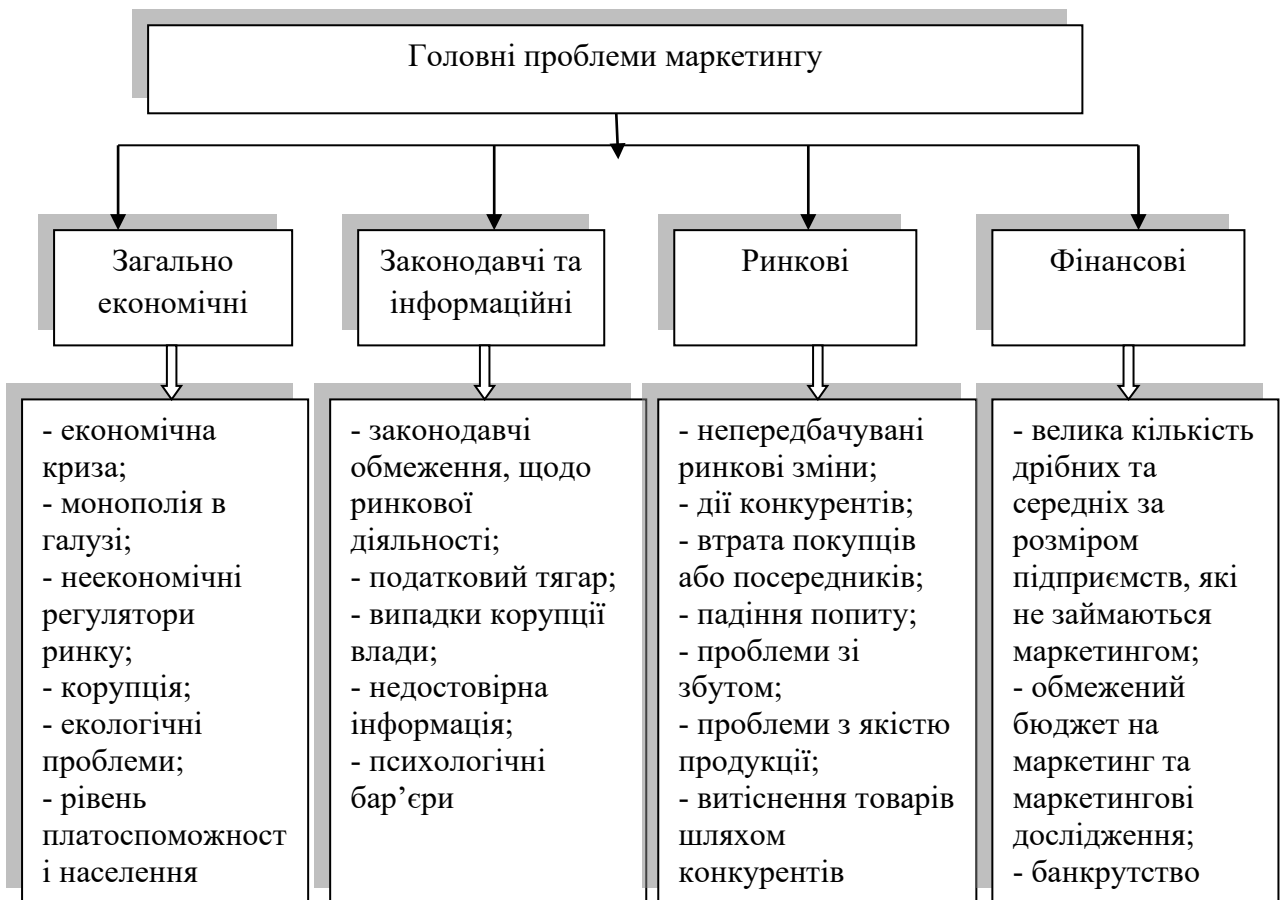 Головні проблеми маркетингу
Загально
економічні
Законодавчі та
інформаційні
Ринкові
Фінансові
- економічна
криза;
- монополія в
галузі;
- неекономічні
регулятори
ринку;
- корупція;
- екологічні
проблеми;
- рівень
платоспоможност
і населення
- законодавчі
обмеження, щодо
ринкової
діяльності;
- податковий тягар;
- випадки корупції
влади;
- недостовірна
інформація;
- психологічні
бар’єри
- непередбачувані
ринкові зміни;
- дії конкурентів;
- втрата покупців
або посередників;
- падіння попиту;
- проблеми зі
збутом;
- проблеми з якістю
продукції;
- витіснення товарів
шляхом
конкурентів
- велика кількість
дрібних та
середніх за
розміром
підприємств, які
не займаються
маркетингом;
- обмежений
бюджет на
маркетинг та
маркетингові
дослідження;
- банкрутство